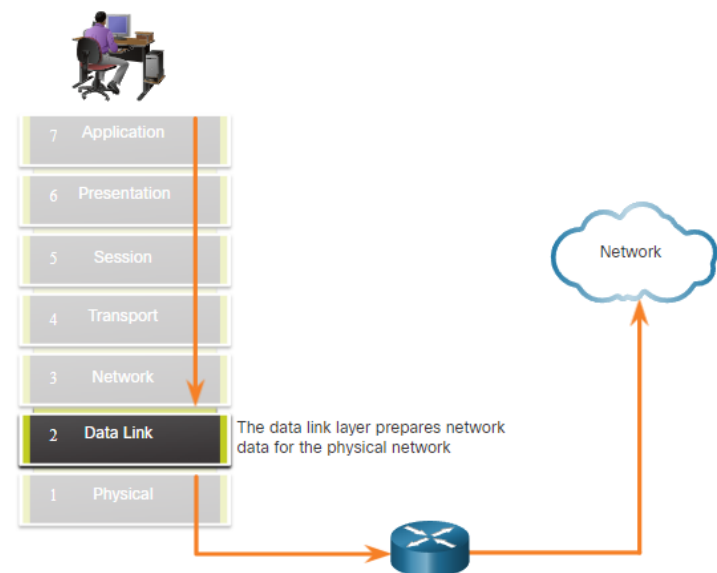 7 Application
6 Presentation
5 Session
4 Transport
3 Network
2 Data Link
The data link layer prepares network
data for the physical network
1 Physical
Network